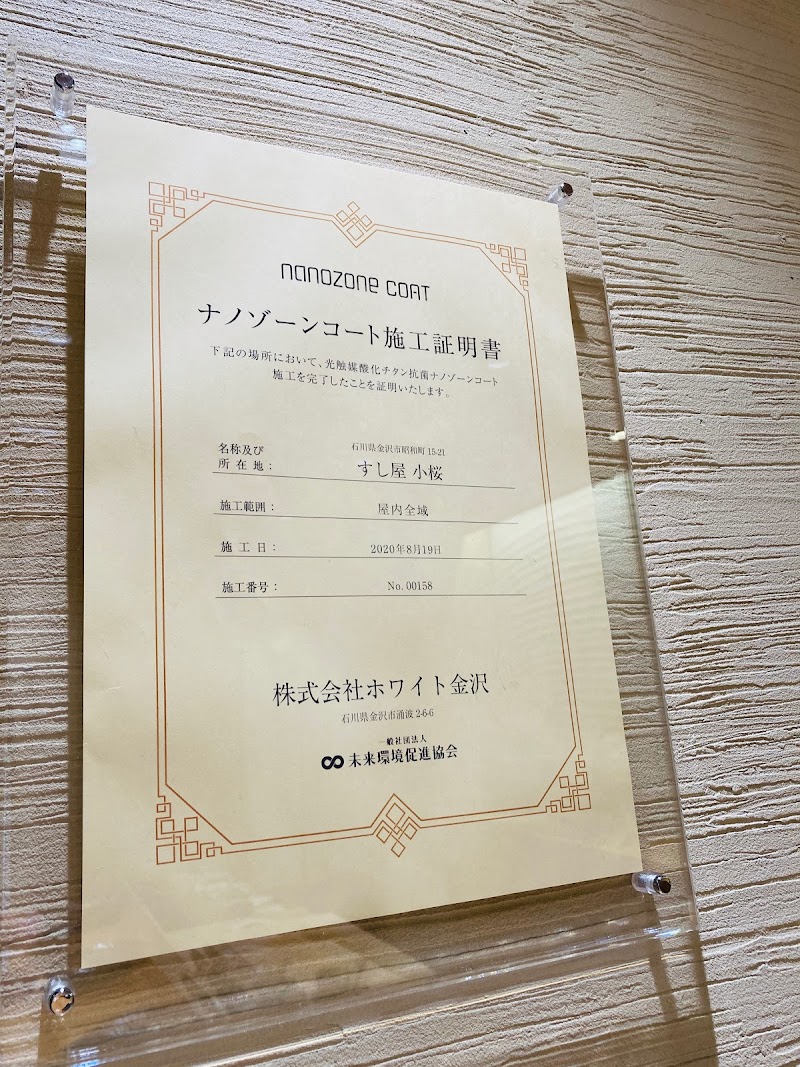 nanozone COAT
ナノゾーンコート施工証明書
下記の場所において、光触媒酸化チタン抗菌ナノゾーンコート
施工を完了したことを証明いたします。
名称及び
所在地：
石川県金沢市昭和町 15-21
すし屋 小桜
施工範囲： 屋内全域
施工日： 2020年8月19日
施工番号： No. 00158
株式会社ホワイト金沢
石川県金沢市涌波 2-6-6
一般社団法人
未来環境促進協会